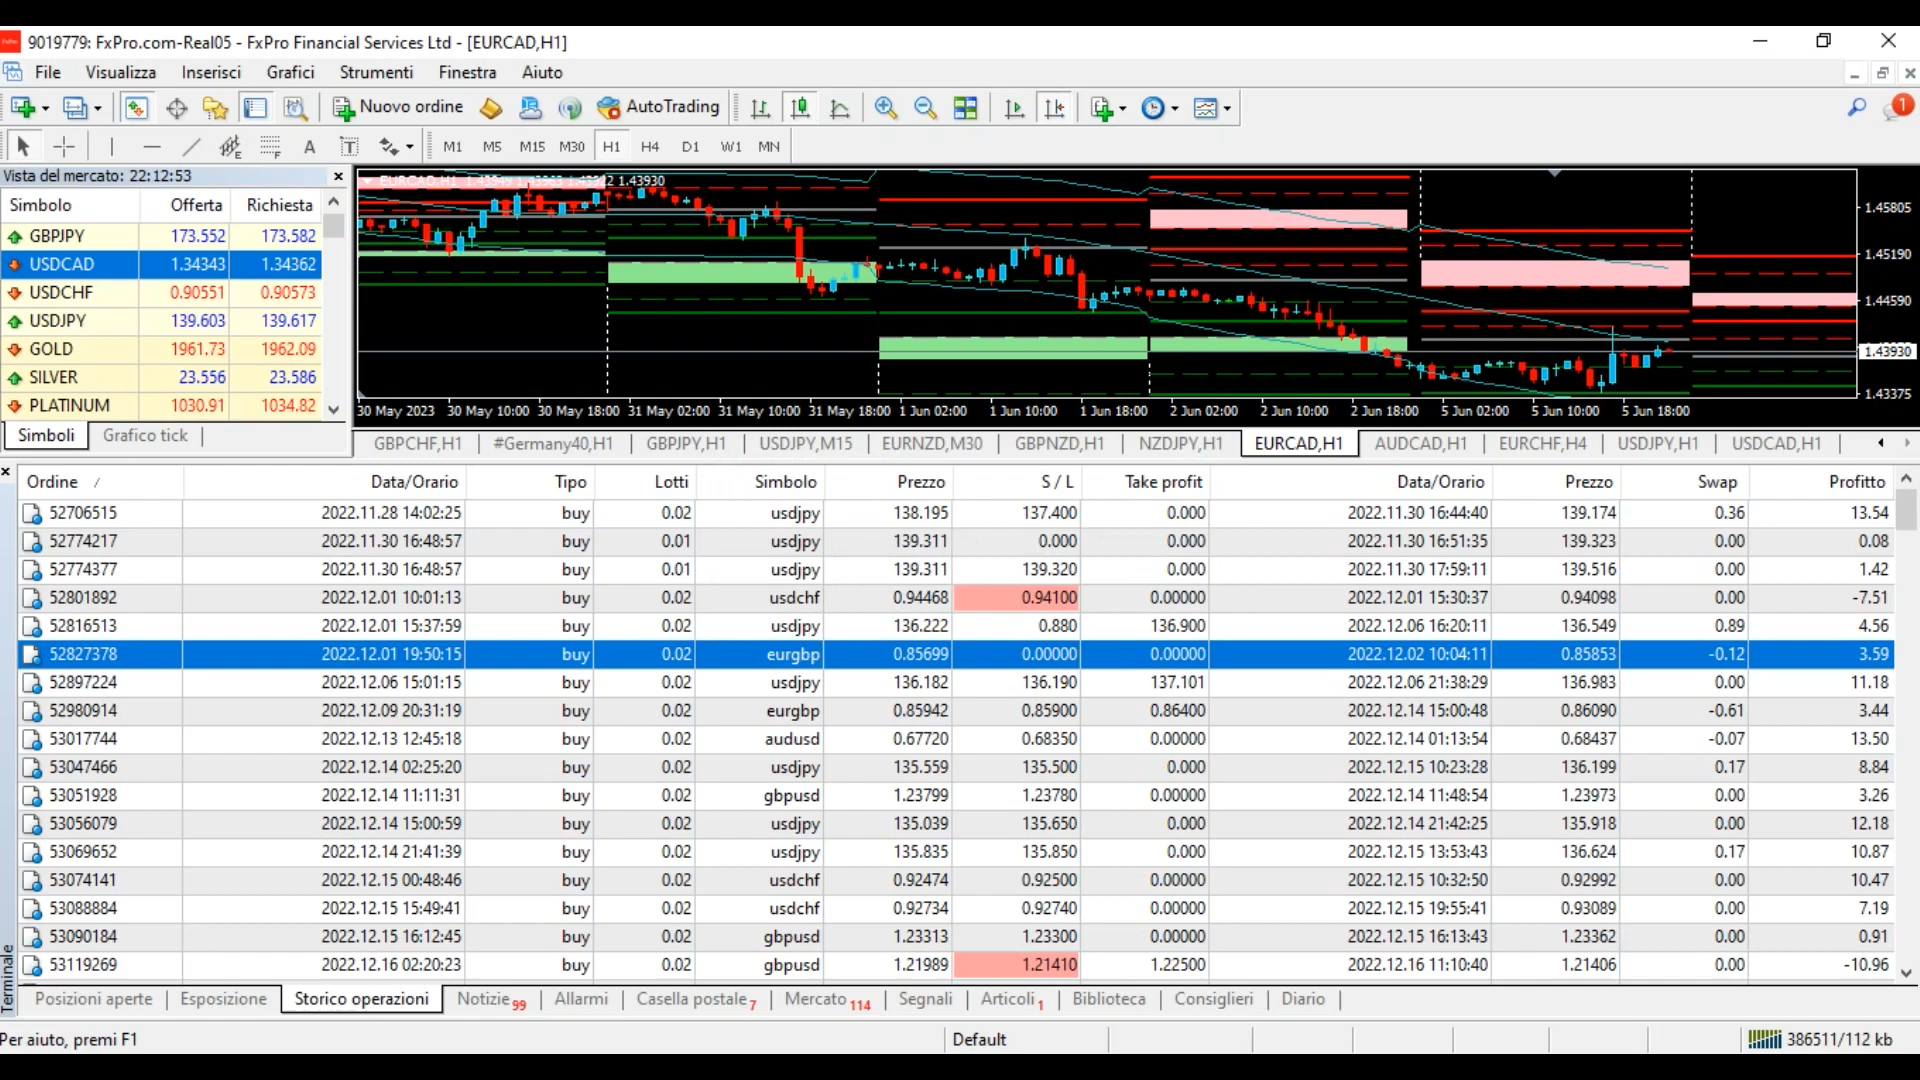 9019779: FxPro.com-Real05 - FxPro Financial Services Ltd - [EURCAD,H1]
File Visualizza Inserisci Grafici Strumenti Finestra Aiuto
Nuovo ordine AutoTrading 1
A T M1 M5 M15 M30 H1 H4 D1 W1 MN
Vista del mercato: 22:12:53
Simbolo Offerta Richiesta
GBPJPY 173.552 173.582
USDCAD 1.34343 1.34362
USDCHF 0.90551 0.90573
USDJPY 139.603 139.617
GOLD 1961.73 1962.09
SILVER 23.556 23.586
PLATINUM 1030.91 1034.82
Simboli Grafico tick
EURCAD,H1 1.43930
1.45805
1.45190
1.44590
1.43930
1.43375
30 May 2023 30 May 10:00 30 May 18:00 31 May 02:00 31 May 10:00 31 May 18:00 1 Jun 02:00 1 Jun 10:00 1 Jun 18:00 2 Jun 02:00 2 Jun 10:00 2 Jun 18:00 5 Jun 02:00 5 Jun 10:00 5 Jun 18:00
GBPCHF,H1 #Germany40,H1 GBPJPY,H1 USDJPY,M15 EURNZD,M30 GBPNZD,H1 NZDJPY,H1 EURCAD,H1 AUDCAD,H1 EURCHF,H4 USDJPY,H1 USDCAD,H1
Ordine / Data/Orario Tipo Lotti Simbolo Prezzo S / L Take profit Data/Orario Prezzo Swap Profitto
52706515 2022.11.28 14:02:25 buy 0.02 usdjpy 138.195 137.400 0.000 2022.11.30 16:44:40 139.174 0.36 13.54
52774217 2022.11.30 16:48:57 buy 0.01 usdjpy 139.311 0.000 0.000 2022.11.30 16:51:35 139.323 0.00 0.08
52774377 2022.11.30 16:48:57 buy 0.01 usdjpy 139.311 139.320 0.000 2022.11.30 17:59:11 139.516 0.00 1.42
52801892 2022.12.01 10:01:13 buy 0.02 usdchf 0.94468 0.94100 0.00000 2022.12.01 15:30:37 0.94098 0.00 -7.51
52816513 2022.12.01 15:37:59 buy 0.02 usdjpy 136.222 0.880 136.900 2022.12.06 16:20:11 136.549 0.89 4.56
52827378 2022.12.01 19:50:15 buy 0.02 eurgbp 0.85699 0.00000 0.00000 2022.12.02 10:04:11 0.85853 -0.12 3.59
52897224 2022.12.06 15:01:15 buy 0.02 usdjpy 136.182 136.190 137.101 2022.12.06 21:38:29 136.983 0.00 11.18
52980914 2022.12.09 20:31:19 buy 0.02 eurgbp 0.85942 0.85900 0.86400 2022.12.14 15:00:48 0.86090 -0.61 3.44
53017744 2022.12.13 12:45:18 buy 0.02 audusd 0.67720 0.68350 0.00000 2022.12.14 01:13:54 0.68437 -0.07 13.50
53047466 2022.12.14 02:25:20 buy 0.02 usdjpy 135.559 135.500 0.000 2022.12.15 10:23:28 136.199 0.17 8.84
53051928 2022.12.14 11:11:31 buy 0.02 gbpusd 1.23799 1.23780 0.00000 2022.12.14 11:48:54 1.23973 0.00 3.26
53056079 2022.12.14 15:00:59 buy 0.02 usdjpy 135.039 135.650 0.000 2022.12.14 21:42:25 135.918 0.00 12.18
53069652 2022.12.14 21:41:39 buy 0.02 usdjpy 135.835 135.850 0.000 2022.12.15 13:53:43 136.624 0.17 10.87
53074141 2022.12.15 00:48:46 buy 0.02 usdchf 0.92474 0.92500 0.00000 2022.12.15 10:32:50 0.92992 0.00 10.47
53088884 2022.12.15 15:49:41 buy 0.02 usdchf 0.92734 0.92740 0.00000 2022.12.15 19:55:41 0.93089 0.00 7.19
53090184 2022.12.15 16:12:45 buy 0.02 gbpusd 1.23313 1.23300 0.00000 2022.12.15 16:13:43 1.23362 0.00 0.91
53119269 2022.12.16 02:20:23 buy 0.02 gbpusd 1.21989 1.21410 1.22500 2022.12.16 11:10:40 1.21406 0.00 -10.96
Terminale
Posizioni aperte Esposizione Storico operazioni Notizie 99 Allarmi Casella postale 7 Mercato 114 Segnali Articoli 1 Biblioteca Consiglieri Diario
Per aiuto, premi F1 Default 386511/112 kb